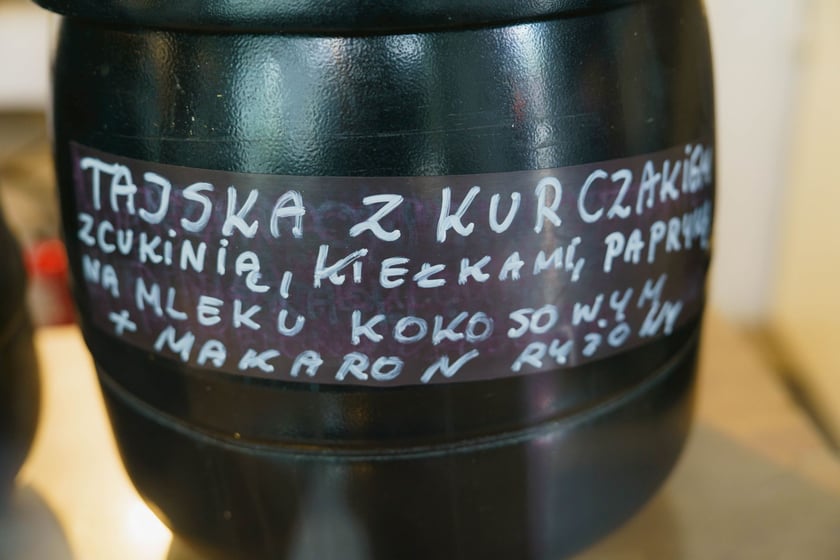 TAJSKA Z KURCZAKIEM
Z CUKINIĄ, KIEŁKAMI, PAPRYKĄ
NA MLEKU KOKOSOWYM
+ MAKARON RYŻOWY